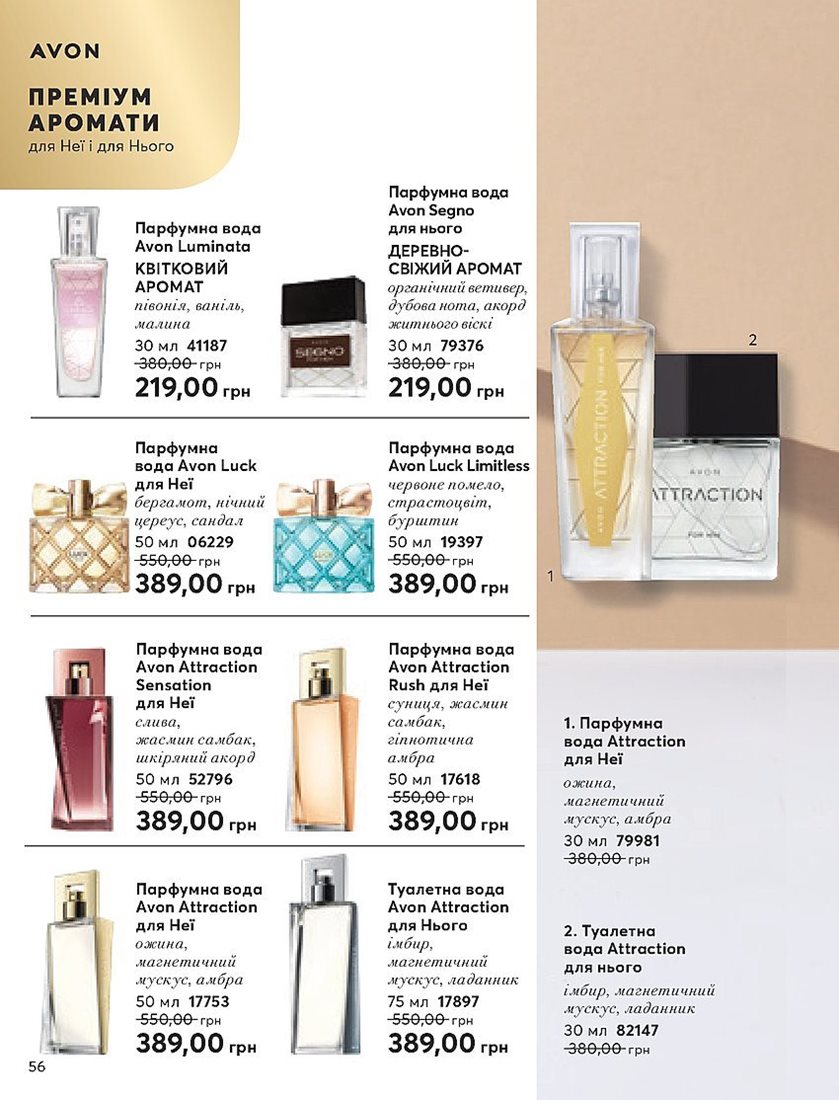 AVON
ПРЕМІУМ
АРОМАТИ
для Неї і для Нього
Парфумна вода
Avon Luminata
КВІТКОВИЙ
АРОМАТ
півонія, ваніль,
малина
30 мл 41187
380,00 грн
219,00 грн
Парфумна вода
Avon Segno
для нього
ДЕРЕВНО-
СВІЖИЙ АРОМАТ
органічний ветивер,
дубова нота, акорд
житнього віскі
30 мл 79376
380,00 грн
219,00 грн
AVON
SEGNO
FOR MEN
Парфумна
вода Avon Luck
для Неї
бергамот, нічний
цереус, сандал
50 мл 06229
550,00 грн
389,00 грн
LUCK
Парфумна вода
Avon Luck Limitless
червоне помело,
страстоцвіт,
бурштин
50 мл 19397
550,00 грн
389,00 грн
LUCK
Парфумна вода
Avon Attraction
Sensation
для Неї
слива,
жасмин самбак,
шкіряний акорд
50 мл 52796
550,00 грн
389,00 грн
Парфумна вода
Avon Attraction
Rush для Неї
суниця, жасмин
самбак,
гіпнотична
амбра
50 мл 17618
550,00 грн
389,00 грн
Парфумна вода
Avon Attraction
для Неї
ожина,
магнетичний
мускус, амбра
50 мл 17753
550,00 грн
389,00 грн
Туалетна вода
Avon Attraction
для Нього
імбир,
магнетичний
мускус, ладанник
75 мл 17897
550,00 грн
389,00 грн
1
AVON ATTRACTION FOR HER
2
AVON
ATTRACTION
FOR HIM
1. Парфумна
вода Attraction
для Неї
ожина,
магнетичний
мускус, амбра
30 мл 79981
380,00 грн
2. Туалетна
вода Attraction
для нього
імбир, магнетичний
мускус, ладанник
30 мл 82147
380,00 грн
56